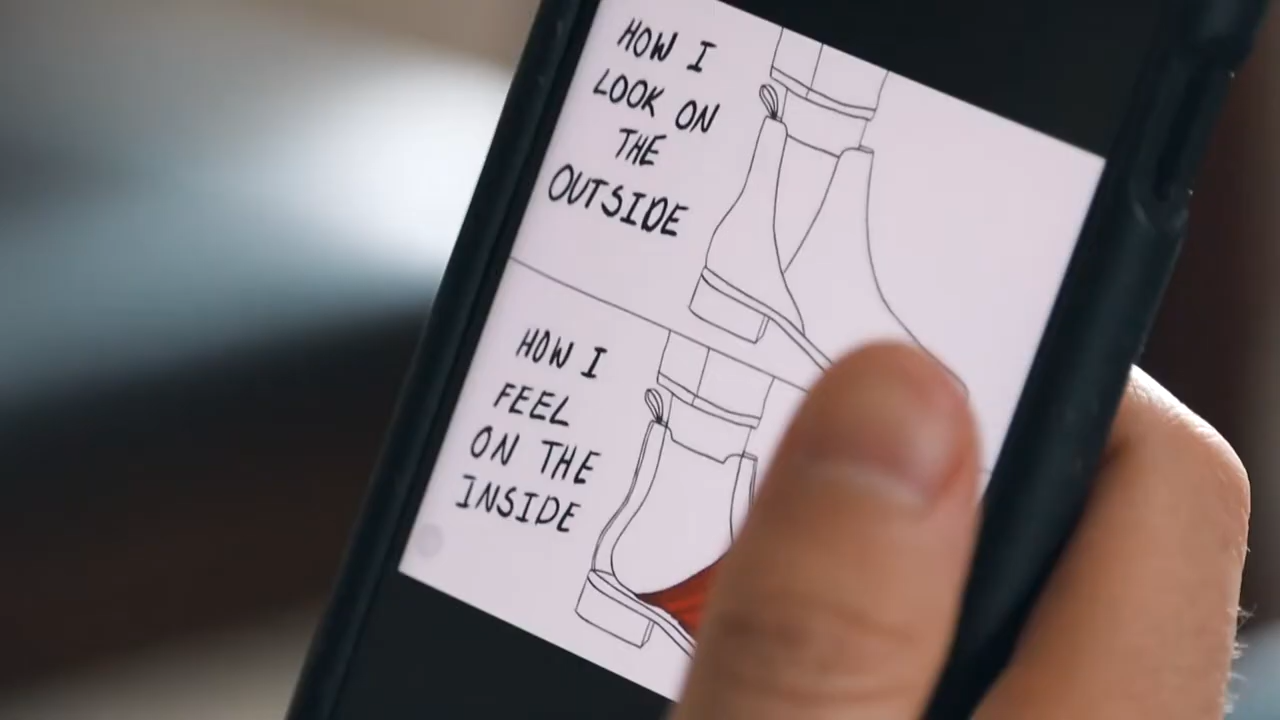 HOW I
LOOK ON
THE
OUTSIDE
HOW I
FEEL
ON THE
INSIDE